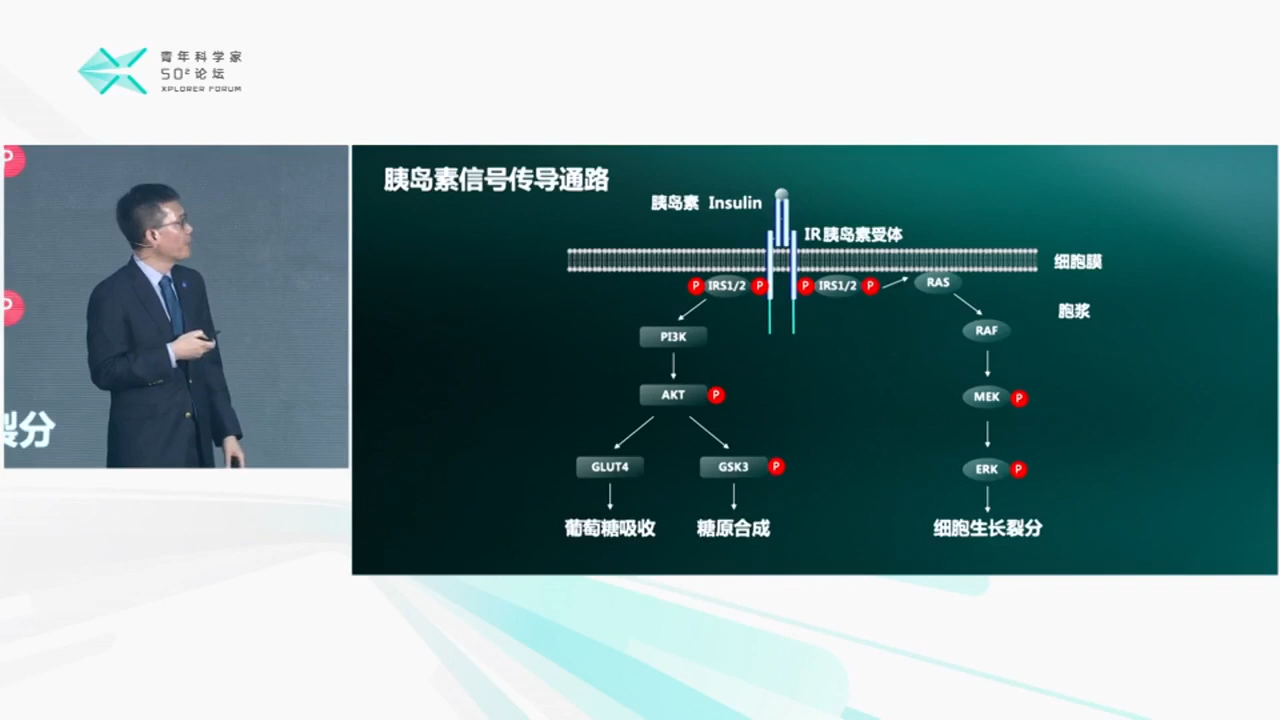 青年科学家
50²论坛
XPLORER FORUM
P
P
裂分
胰岛素信号传导通路
胰岛素 Insulin
IR胰岛素受体
细胞膜
P IRS1/2 P
P IRS1/2 P
RAS
胞浆
PI3K
RAF
AKT P
MEK P
GLUT4
GSK3 P
ERK P
葡萄糖吸收
糖原合成
细胞生长裂分